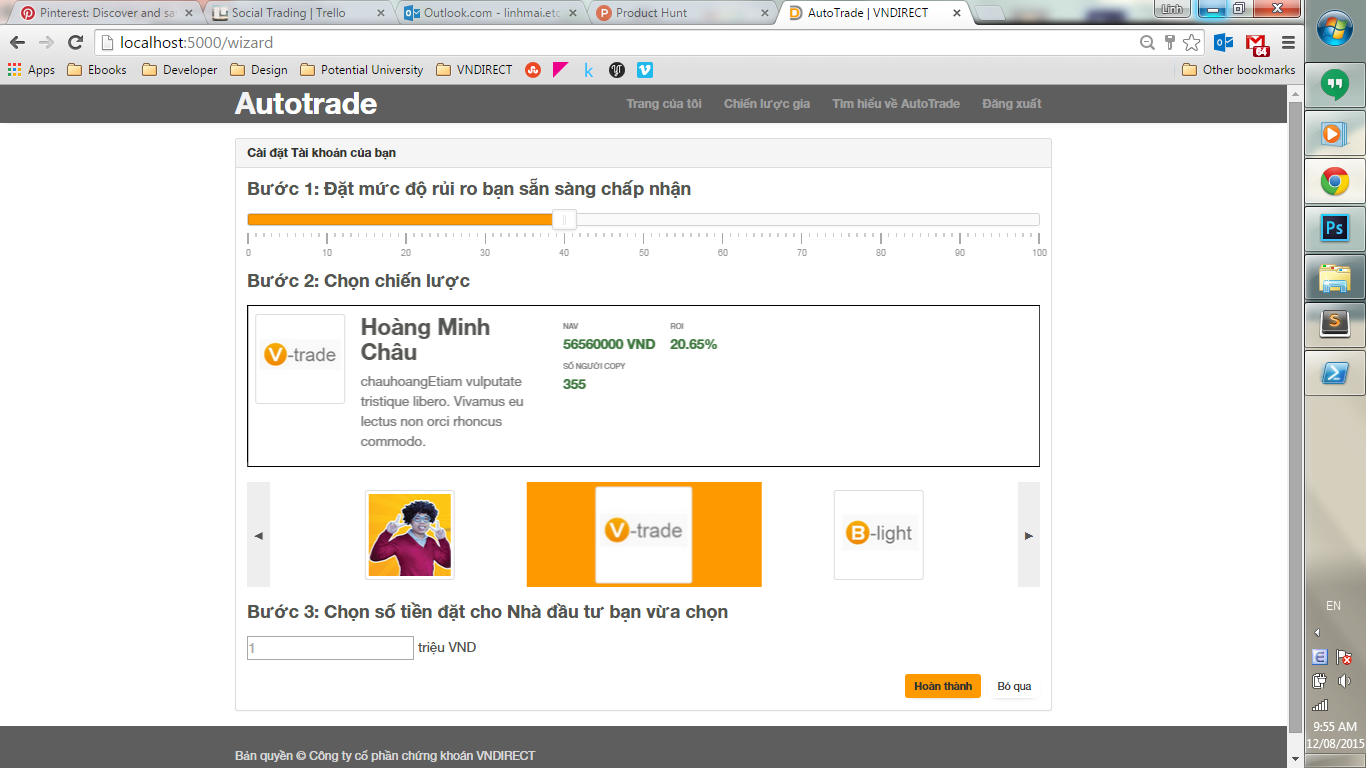 Pinterest: Discover and sa
Social Trading | Trello
Outlook.com - linhmai.etc
Product Hunt
AutoTrade | VNDIRECT
Linh
localhost:5000/wizard
64
Apps
Ebooks
Developer
Design
Potential University
VNDIRECT
Other bookmarks
Autotrade
Trang của tôi
Chiến lược gia
Tìm hiểu về AutoTrade
Đăng xuất
Cài đặt Tài khoản của bạn
Bước 1: Đặt mức độ rủi ro bạn sẵn sàng chấp nhận
0 10 20 30 40 50 60 70 80 90 100
Bước 2: Chọn chiến lược
V-trade
Hoàng Minh
Châu
chauhoangEtiam vulputate
tristique libero. Vivamus eu
lectus non orci rhoncus
commodo.
NAV
56560000 VND
ROI
20.65%
SỐ NGƯỜI COPY
355
V-trade
B-light
Bước 3: Chọn số tiền đặt cho Nhà đầu tư bạn vừa chọn
1 triệu VND
Hoàn thành
Bỏ qua
Bản quyền © Công ty cổ phần chứng khoán VNDIRECT
Ps
S
EN
E
9:55 AM
12/08/2015